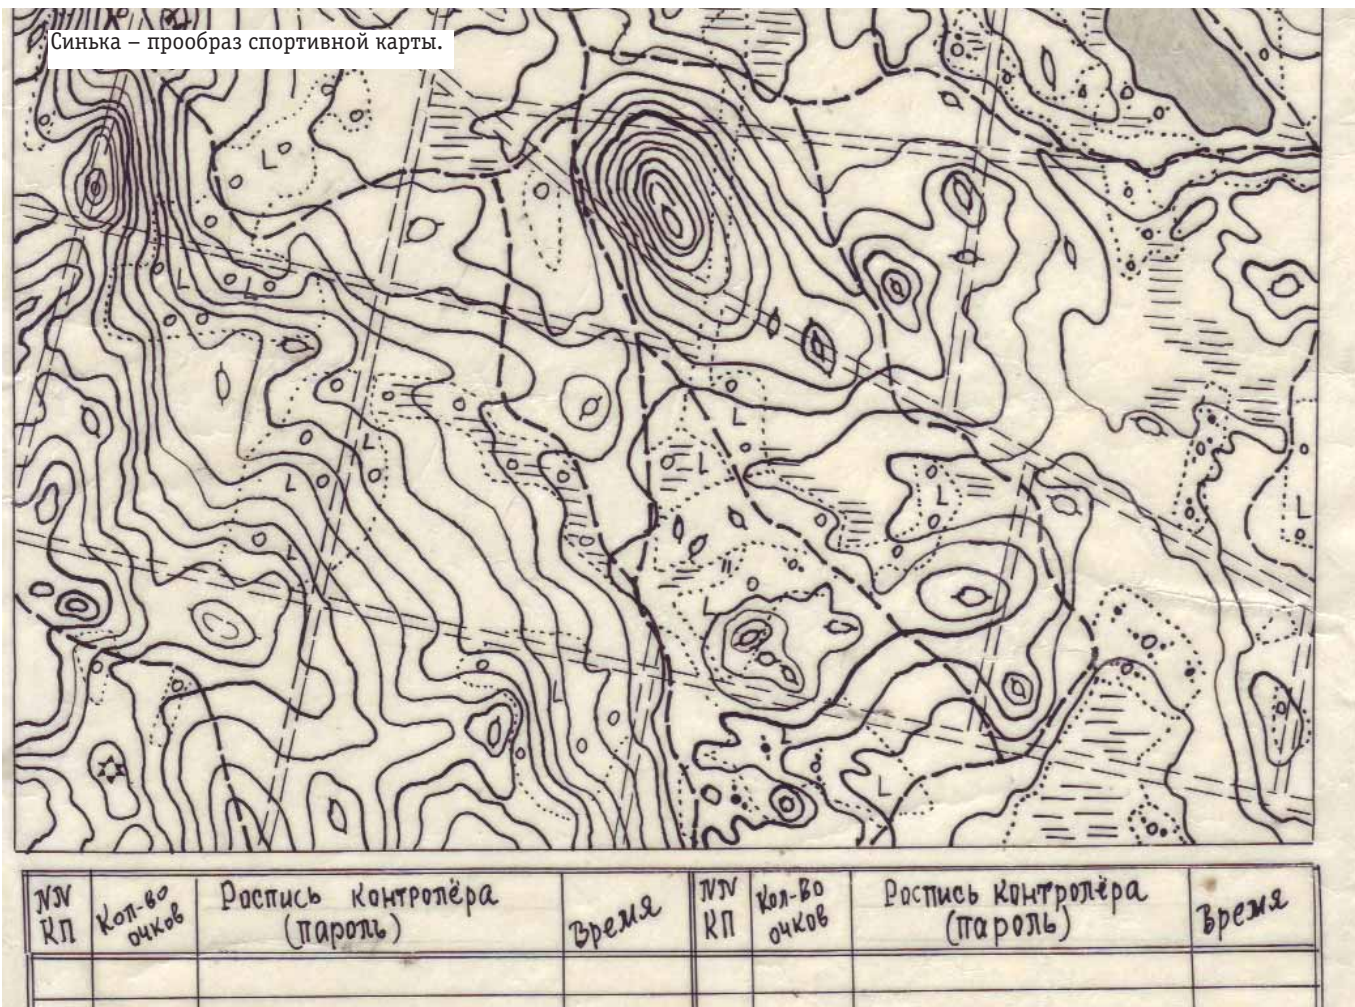 Синька – прообраз спортивной карты.
NN КП
Кол-во очков
Роспись контролёра (пароль)
Время
NN КП
Кол-во очков
Роспись контролёра (пароль)
Время